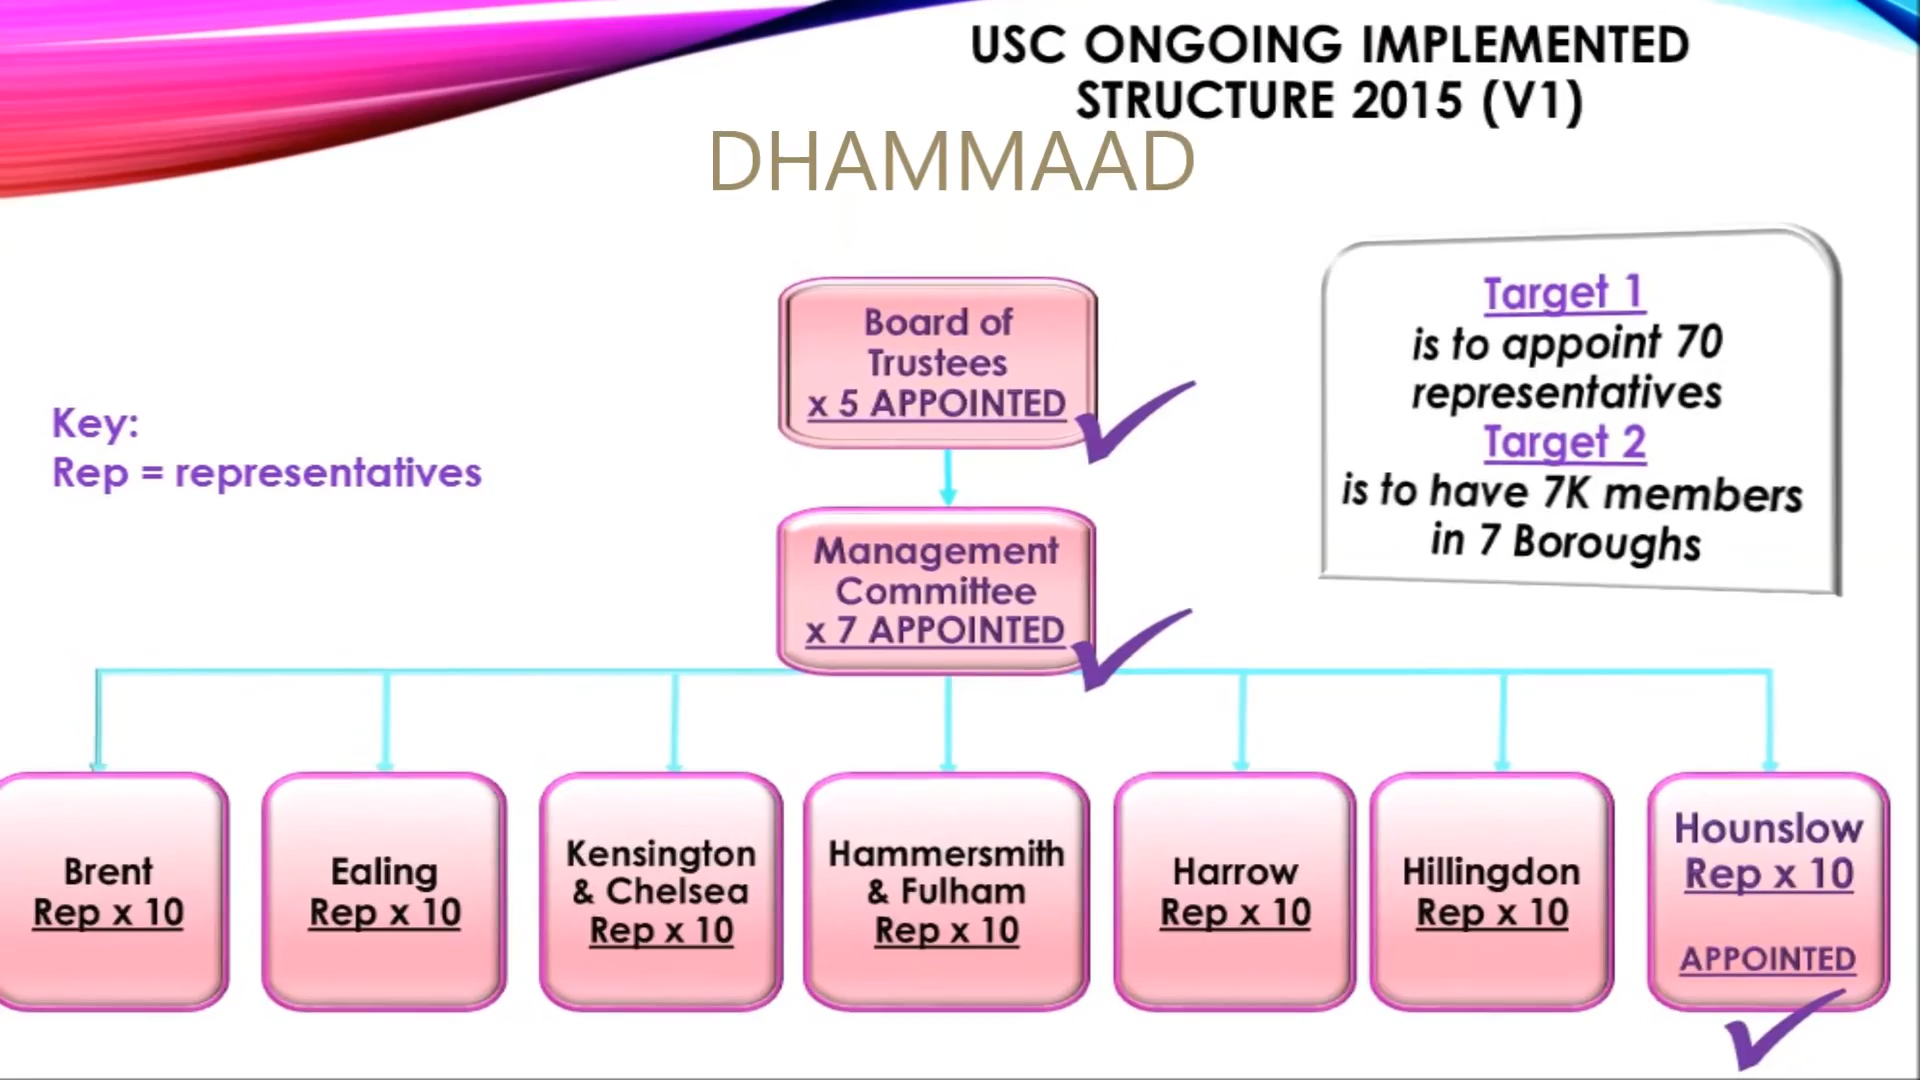 USC ONGOING IMPLEMENTED
STRUCTURE 2015 (V1)
DHAMMAAD
Board of
Trustees
x 5 APPOINTED
Target 1
is to appoint 70
representatives
Target 2
is to have 7K members
in 7 Boroughs
Key:
Rep = representatives
Management
Committee
x 7 APPOINTED
Brent
Rep x 10
Ealing
Rep x 10
Kensington
& Chelsea
Rep x 10
Hammersmith
& Fulham
Rep x 10
Harrow
Rep x 10
Hillingdon
Rep x 10
Hounslow
Rep x 10
APPOINTED